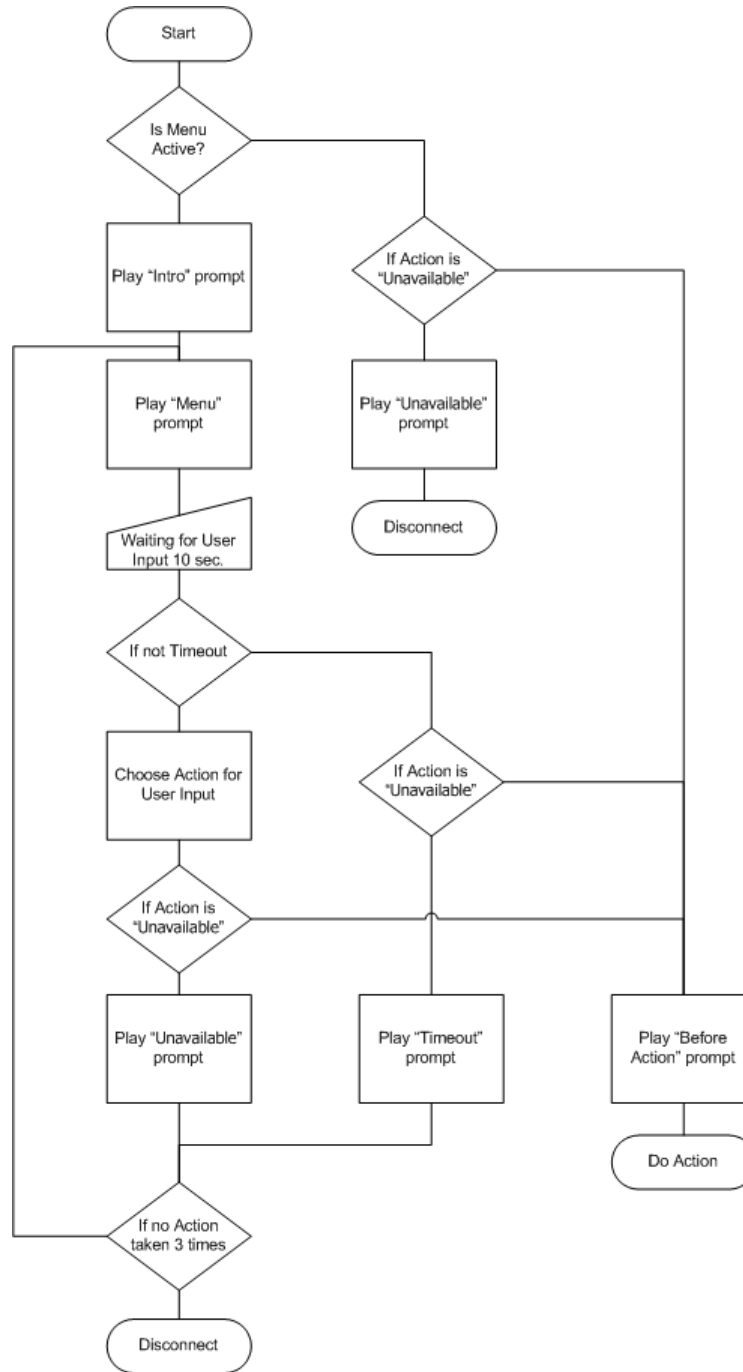 Start
Is Menu
Active?
Play “Intro” prompt
If Action is
“Unavailable”
Play “Menu”
prompt
Play “Unavailable”
prompt
Waiting for User
Input 10 sec.
Disconnect
If not Timeout
Choose Action for
User Input
If Action is
“Unavailable”
If Action is
“Unavailable”
Play “Unavailable”
prompt
Play “Timeout”
prompt
Play “Before
Action” prompt
Do Action
If no Action
taken 3 times
Disconnect